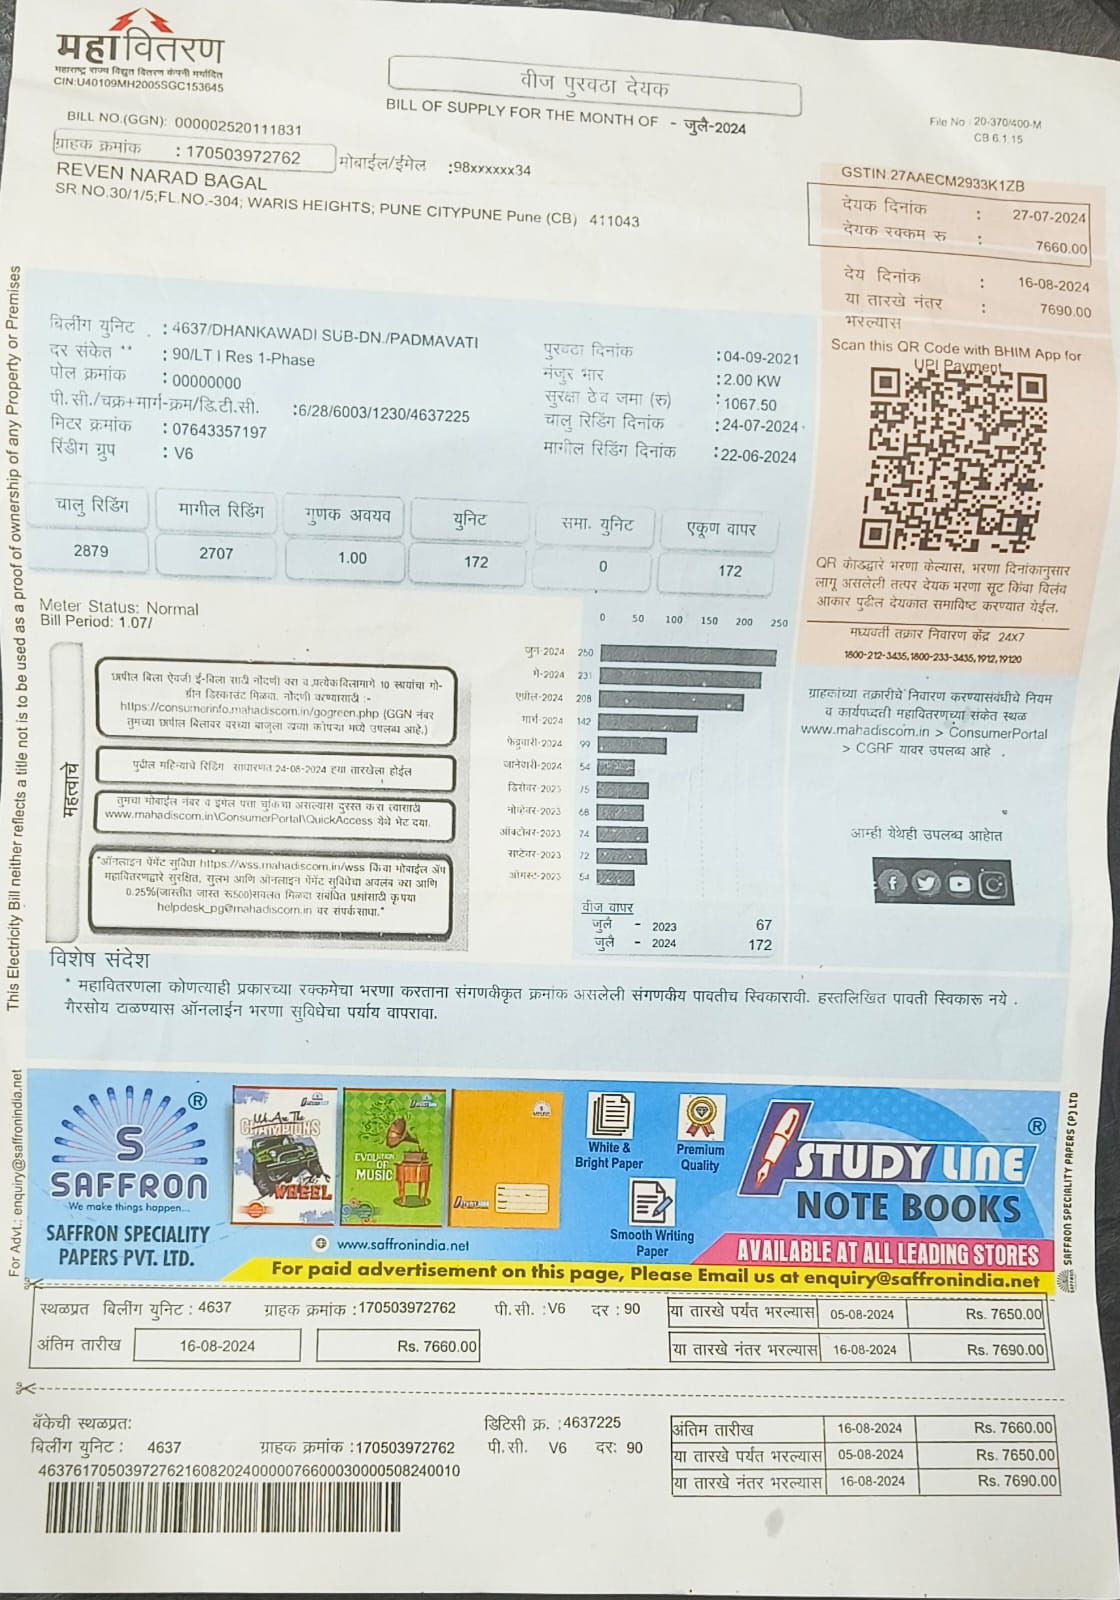 महावितरण
महाराष्ट्र राज्य विद्युत वितरण कंपनी मर्यादित
CIN:U40109MH2005SGC153645
वीज पुरवठा देयक
BILL OF SUPPLY FOR THE MONTH OF - जुलै-2024
File No : 20-370/400-M
CB 6.1.15
BILL NO.(GGN): 000002520111831
ग्राहक क्रमांक : 170503972762 मोबाईल/ईमेल :98xxxxxx34
REVEN NARAD BAGAL
SR.NO.30/1/5;FL.NO.-304; WARIS HEIGHTS; PUNE CITYPUNE Pune (CB) 411043
GSTIN 27AAECM2933K1ZB
देयक दिनांक : 27-07-2024
देयक रक्कम रु : 7660.00
देय दिनांक : 16-08-2024
या तारखे नंतर : 7690.00
भरल्यास
Scan this QR Code with BHIM App for
UPI Payment
This Electricity Bill neither reflects a title not is to be used as a proof of ownership of any Property or Premises
बिलींग युनिट : 4637/DHANKAWADI SUB-DN./PADMAVATI
दर संकेत ** : 90/LT I Res 1-Phase
पोल क्रमांक : 00000000
पी.सी./चक्र+मार्ग-क्रम/डि.टी.सी. :6/28/6003/1230/4637225
मिटर क्रमांक : 07643357197
रिडींग ग्रुप : V6
पुरवठा दिनांक :04-09-2021
मंजुर भार :2.00 KW
सुरक्षा ठेव जमा (रु) :1067.50
चालु रिडिंग दिनांक :24-07-2024
मागील रिडिंग दिनांक :22-06-2024
चालु रिडिंग मागील रिडिंग गुणक अवयव युनिट समा. युनिट एकूण वापर
2879 2707 1.00 172 0 172
QR कोडद्वारे भरणा केल्यास, भरणा दिनांकानुसार
लागू असलेली तत्पर देयक भरणा सूट किंवा विलंब
आकार पुढील देयकात समाविष्ट करण्यात येईल.
मध्यवर्ती तक्रार निवारण केंद्र 24x7
1800-212-3435,1800-233-3435,1912,19120
Meter Status: Normal
Bill Period: 1.07/
महत्वाचे
छापील बिला ऐवजी ई-बिला साठी नोंदणी करा व प्रत्येकबिलामागे 10 रूपयांचा गो-
ग्रीन डिस्काउंट मिळवा. नोंदणी करण्यासाठी :-
https://consumerinfo.mahadiscom.in/gogreen.php (GGN नंबर
तुमच्या छापील बिलावर वरच्या बाजुला डाव्या कोपऱ्या मध्ये उपलब्ध आहे.)
पुढील महिन्याचे रिडिंग साधारणत:24-08-2024 ह्या तारखेला होईल
तुमचा मोबाईल नंबर व इमेल पत्ता चुकिचा असल्यास दुरुस्त करा त्यासाठी
www.mahadiscom.in\ConsumerPortal\QuickAccess येथे भेट द्या.
"ऑनलाइन पेमेंट सुविधा https://wss.mahadiscom.in/wss किंवा मोबाईल ॲप
महावितरणद्वारे सुरक्षित, सुलभ आणि ऑनलाइन पेमेंट सुविधेचा अवलंब करा आणि
0.25%(जास्तीत जास्त रू500)सवलत मिळवा संबंधित प्रश्नांसाठी कृपया
helpdesk_pg@mahadiscom.in वर संपर्क साधा."
0 50 100 150 200 250
जुन-2024 250
मे-2024 231
एप्रील-2024 208
मार्च-2024 142
फेब्रुवारी-2024 99
जानेवारी-2024 54
डिसेंबर-2023 75
नोव्हेंबर-2023 68
ऑक्टोबर-2023 74
सप्टेंबर-2023 72
ऑगस्ट-2023 54
वीज वापर
जुलै - 2023 67
जुलै - 2024 172
ग्राहकांच्या तक्रारीचे निवारण करण्यासंबंधीचे नियम
व कार्यपध्दती महावितरणच्या संकेत स्थळ
www.mahadiscom.in > ConsumerPortal
> CGRF यावर उपलब्ध आहे .
आम्ही येथेही उपलब्ध आहोत
विशेष संदेश
* महावितरणला कोणत्याही प्रकारच्या रक्कमेचा भरणा करताना संगणकीकृत क्रमांक असलेली संगणकीय पावतीच स्विकारावी. हस्तलिखित पावती स्विकारू नये .
गैरसोय टाळण्यास ऑनलाईन भरणा सुविधेचा पर्याय वापरावा.
For Advt.: enquiry@saffronindia.net
S
SAFFRON ®
We make things happen...
SAFFRON SPECIALITY
PAPERS PVT. LTD.
We Are The
CHAMPIONS
WHEEL
EVOLUTION
OF
MUSIC
www.saffronindia.net
White &
Bright Paper
Premium
Quality
Smooth Writing
Paper
STUDY LINE ®
NOTE BOOKS
AVAILABLE AT ALL LEADING STORES
For paid advertisement on this page, Please Email us at enquiry@saffronindia.net
SAFFRON SPECIALITY PAPERS (P) LTD
स्थळप्रत बिलींग युनिट : 4637 ग्राहक क्रमांक :170503972762 पी.सी. :V6 दर : 90
या तारखे पर्यंत भरल्यास 05-08-2024 Rs. 7650.00
अंतिम तारीख 16-08-2024 Rs. 7660.00
या तारखे नंतर भरल्यास 16-08-2024 Rs. 7690.00
बँकेची स्थळप्रत: डिटिसी क्र. :4637225
बिलींग युनिट : 4637 ग्राहक क्रमांक :170503972762 पी.सी. V6 दर: 90
अंतिम तारीख 16-08-2024 Rs. 7660.00
या तारखे पर्यंत भरल्यास 05-08-2024 Rs. 7650.00
या तारखे नंतर भरल्यास 16-08-2024 Rs. 7690.00
4637617050397276216082024000007660003​0000508240010